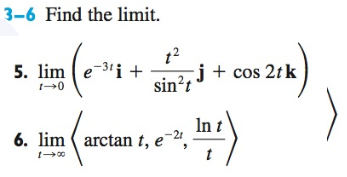 3–6 Find the limit.
5. lim t→0 ( e^{-3t} i + t²/sin²t j + cos 2t k )
6. lim t→∞ ⟨ arctan t, e^{-2t}, ln t/t ⟩